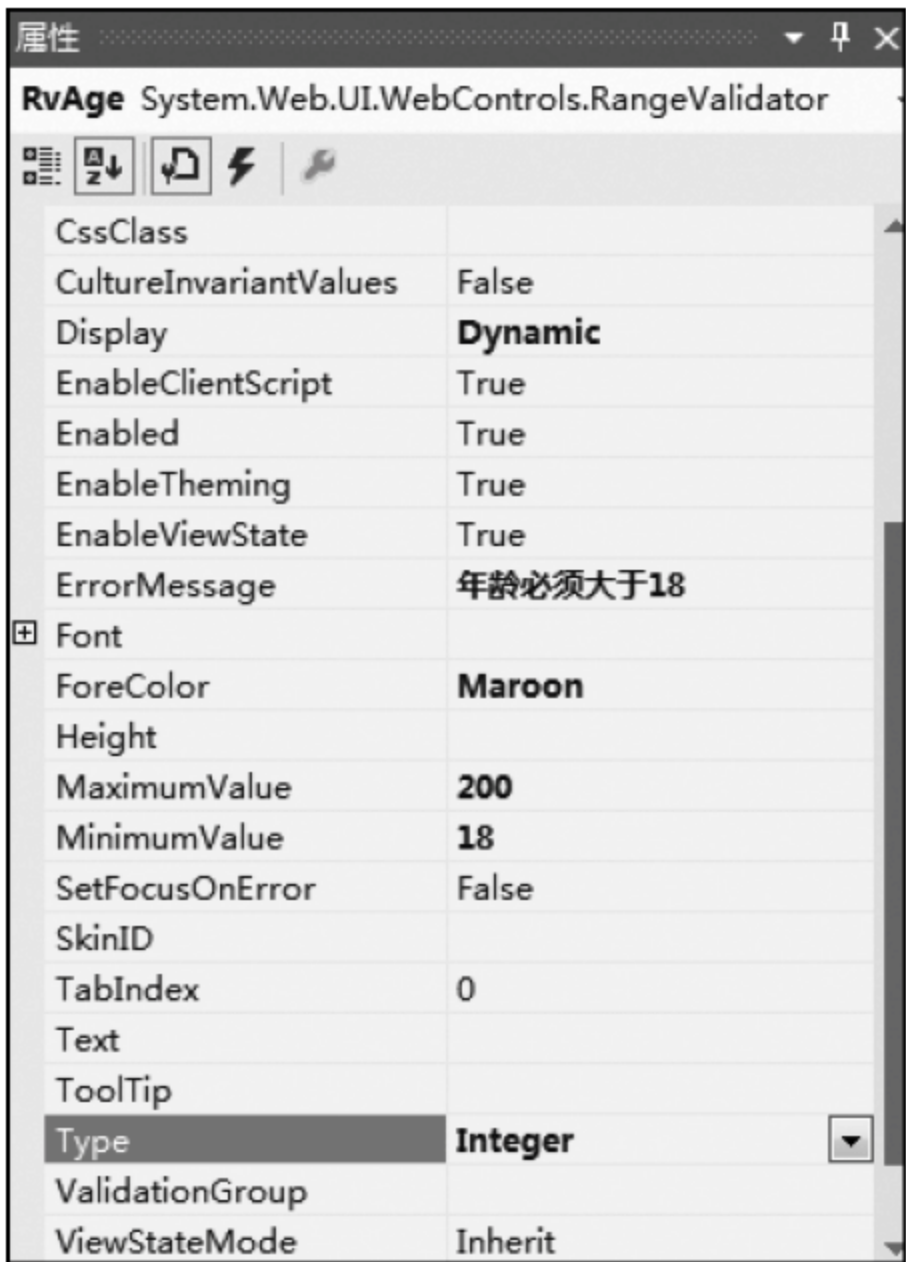 属性
RvAge System.Web.UI.WebControls.RangeValidator
CssClass
CultureInvariantValues False
Display Dynamic
EnableClientScript True
Enabled True
EnableTheming True
EnableViewState True
ErrorMessage 年龄必须大于18
Font
ForeColor Maroon
Height
MaximumValue 200
MinimumValue 18
SetFocusOnError False
SkinID
TabIndex 0
Text
ToolTip
Type Integer
ValidationGroup
ViewStateMode Inherit